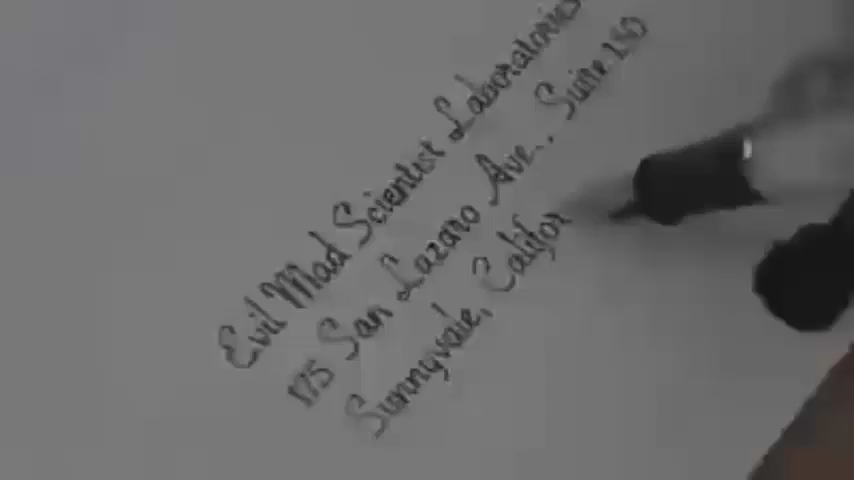 Evil Mad Scientist Laboratories
175 San Lazaro Ave., Suite 150
Sunnyvale, Califor